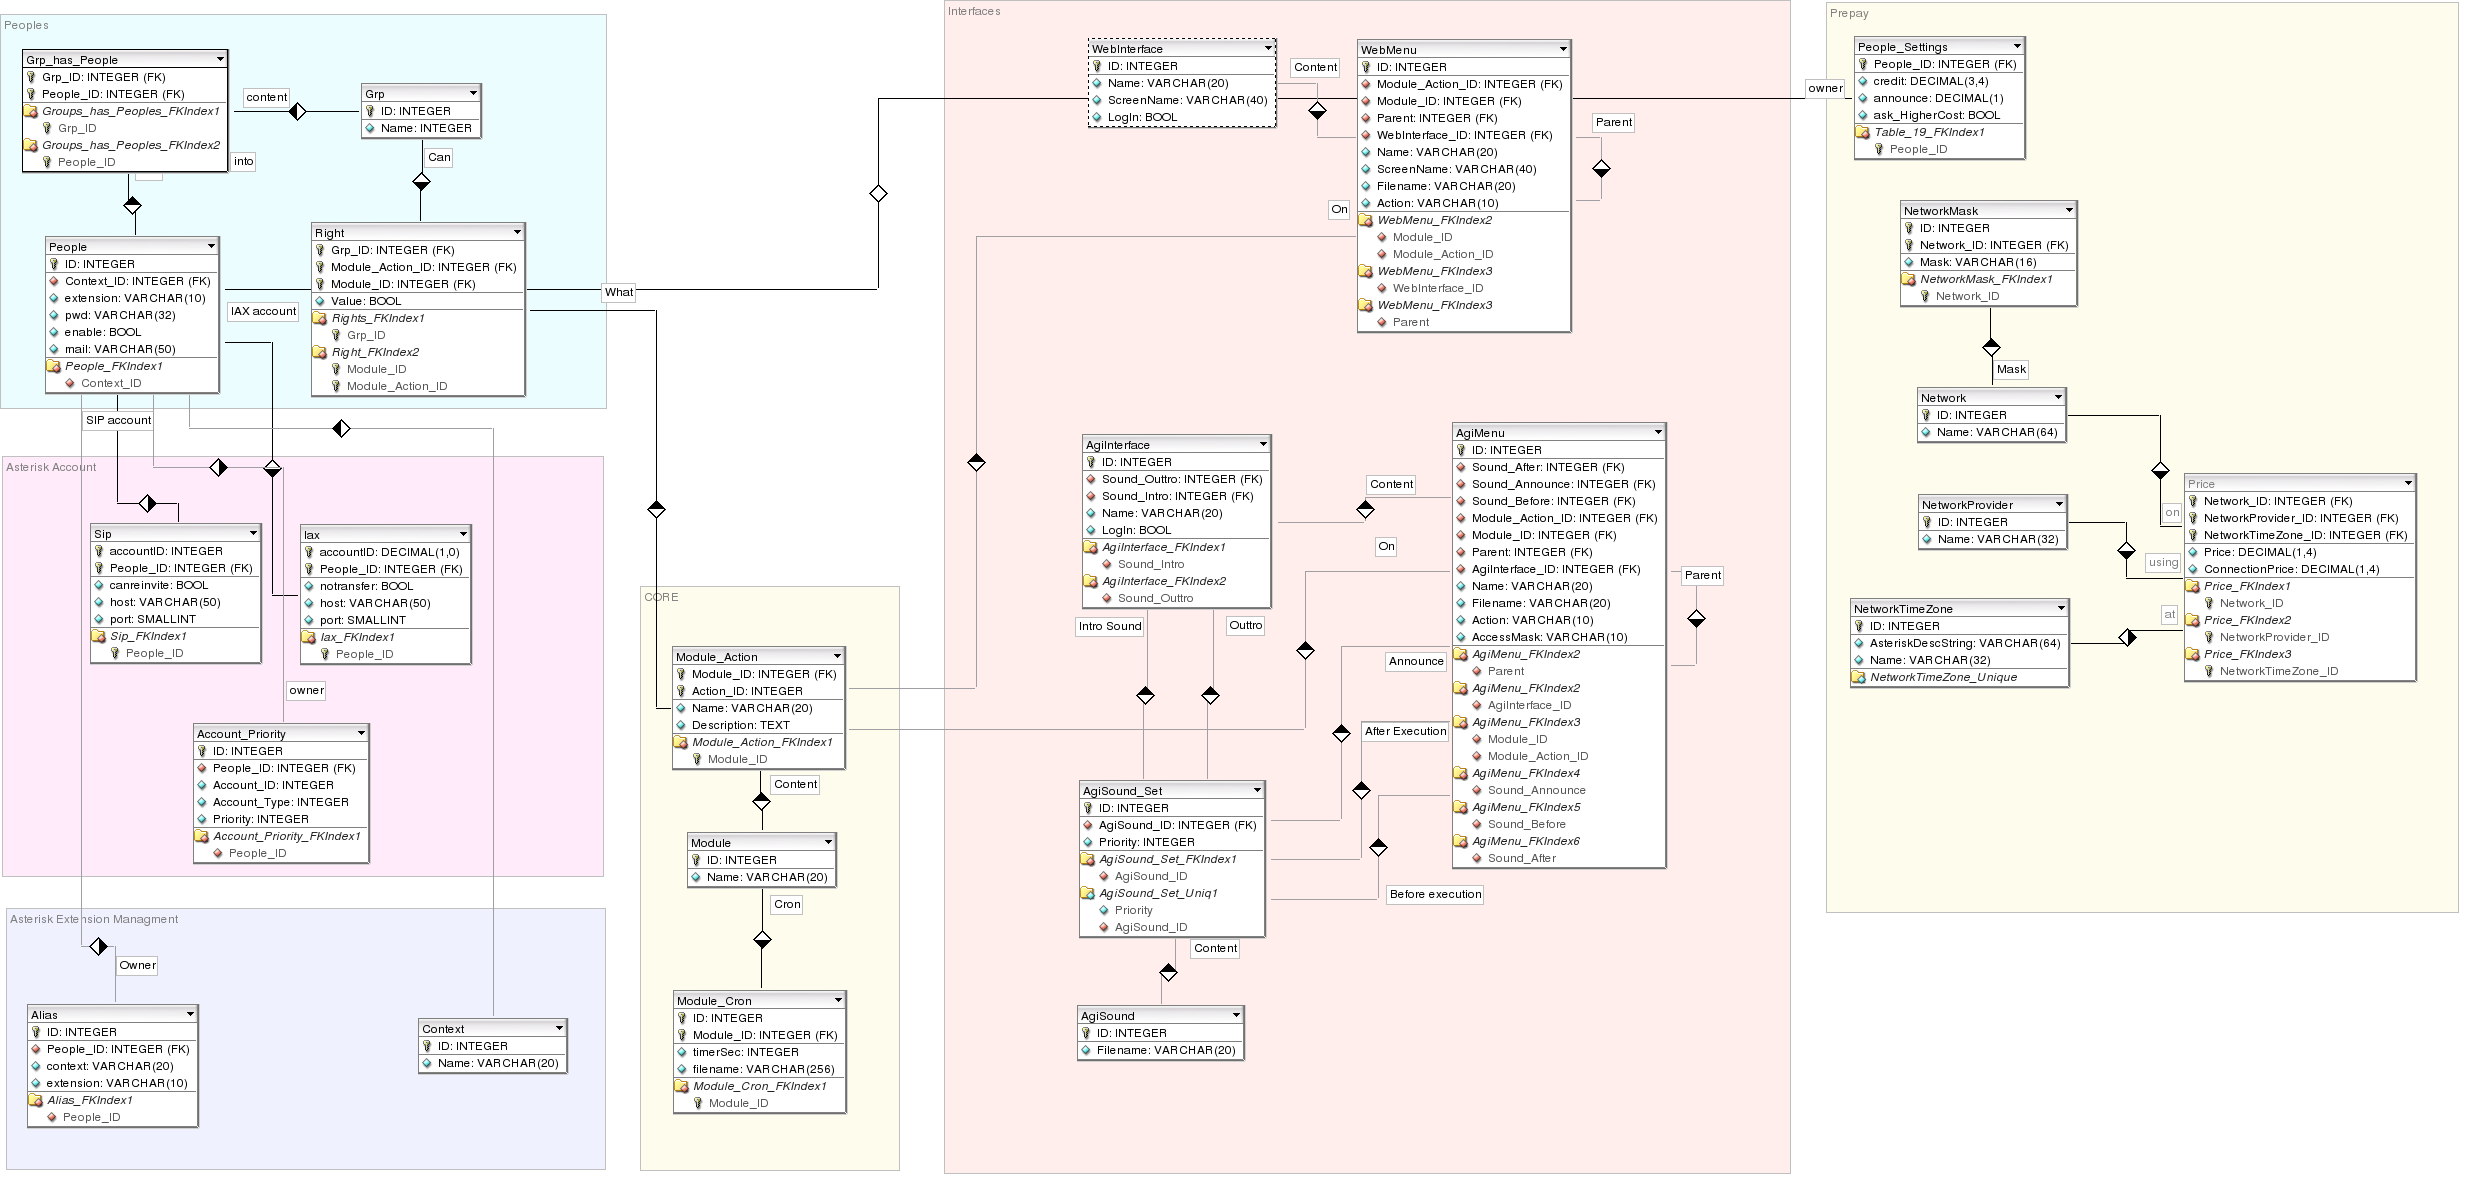 Peoples
Grp_has_People
Grp_ID: INTEGER (FK)
People_ID: INTEGER (FK)
Groups_has_Peoples_FKIndex1
Grp_ID
Groups_has_Peoples_FKIndex2
People_ID
content
into
Grp
ID: INTEGER
Name: INTEGER
Can
People
ID: INTEGER
Context_ID: INTEGER (FK)
extension: VARCHAR(10)
pwd: VARCHAR(32)
enable: BOOL
mail: VARCHAR(50)
People_FKIndex1
Context_ID
IAX account
Right
Grp_ID: INTEGER (FK)
Module_Action_ID: INTEGER (FK)
Module_ID: INTEGER (FK)
Value: BOOL
Rights_FKIndex1
Grp_ID
Right_FKIndex2
Module_ID
Module_Action_ID
What
SIP account
Asterisk Account
Sip
accountID: INTEGER
People_ID: INTEGER (FK)
canreinvite: BOOL
host: VARCHAR(50)
port: SMALLINT
Sip_FKIndex1
People_ID
Iax
accountID: DECIMAL(1,0)
People_ID: INTEGER (FK)
notransfer: BOOL
host: VARCHAR(50)
port: SMALLINT
Iax_FKIndex1
People_ID
owner
Account_Priority
ID: INTEGER
People_ID: INTEGER (FK)
Account_ID: INTEGER
Account_Type: INTEGER
Priority: INTEGER
Account_Priority_FKIndex1
People_ID
Asterisk Extension Managment
Owner
Alias
ID: INTEGER
People_ID: INTEGER (FK)
context: VARCHAR(20)
extension: VARCHAR(10)
Alias_FKIndex1
People_ID
Context
ID: INTEGER
Name: VARCHAR(20)
CORE
Module_Action
Module_ID: INTEGER (FK)
Action_ID: INTEGER
Name: VARCHAR(20)
Description: TEXT
Module_Action_FKIndex1
Module_ID
Content
Module
ID: INTEGER
Name: VARCHAR(20)
Cron
Module_Cron
ID: INTEGER
Module_ID: INTEGER (FK)
timerSec: INTEGER
filename: VARCHAR(256)
Module_Cron_FKIndex1
Module_ID
Interfaces
WebInterface
ID: INTEGER
Name: VARCHAR(20)
ScreenName: VARCHAR(40)
LogIn: BOOL
Content
WebMenu
ID: INTEGER
Module_Action_ID: INTEGER (FK)
Module_ID: INTEGER (FK)
Parent: INTEGER (FK)
WebInterface_ID: INTEGER (FK)
Name: VARCHAR(20)
ScreenName: VARCHAR(40)
Filename: VARCHAR(20)
Action: VARCHAR(10)
WebMenu_FKIndex2
Module_ID
Module_Action_ID
WebMenu_FKIndex3
WebInterface_ID
WebMenu_FKIndex3
Parent
Parent
On
AgiInterface
ID: INTEGER
Sound_Outtro: INTEGER (FK)
Sound_Intro: INTEGER (FK)
Name: VARCHAR(20)
LogIn: BOOL
AgiInterface_FKIndex1
Sound_Intro
AgiInterface_FKIndex2
Sound_Outtro
Content
On
Intro Sound
Outtro
AgiMenu
ID: INTEGER
Sound_After: INTEGER (FK)
Sound_Announce: INTEGER (FK)
Sound_Before: INTEGER (FK)
Module_Action_ID: INTEGER (FK)
Module_ID: INTEGER (FK)
Parent: INTEGER (FK)
AgiInterface_ID: INTEGER (FK)
Name: VARCHAR(20)
Filename: VARCHAR(20)
Action: VARCHAR(10)
AccessMask: VARCHAR(10)
AgiMenu_FKIndex2
Parent
AgiMenu_FKIndex2
AgiInterface_ID
AgiMenu_FKIndex3
Module_ID
Module_Action_ID
AgiMenu_FKIndex4
Sound_Announce
AgiMenu_FKIndex5
Sound_Before
AgiMenu_FKIndex6
Sound_After
Parent
Announce
After Execution
Before execution
AgiSound_Set
ID: INTEGER
AgiSound_ID: INTEGER (FK)
Priority: INTEGER
AgiSound_Set_FKIndex1
AgiSound_ID
AgiSound_Set_Uniq1
Priority
AgiSound_ID
Content
AgiSound
ID: INTEGER
Filename: VARCHAR(20)
Prepay
owner
People_Settings
People_ID: INTEGER (FK)
credit: DECIMAL(3,4)
announce: DECIMAL(1)
ask_HigherCost: BOOL
Table_19_FKIndex1
People_ID
NetworkMask
ID: INTEGER
Network_ID: INTEGER (FK)
Mask: VARCHAR(16)
NetworkMask_FKIndex1
Network_ID
Mask
Network
ID: INTEGER
Name: VARCHAR(64)
NetworkProvider
ID: INTEGER
Name: VARCHAR(32)
NetworkTimeZone
ID: INTEGER
AsteriskDescString: VARCHAR(64)
Name: VARCHAR(32)
NetworkTimeZone_Unique
on
using
at
Price
Network_ID: INTEGER (FK)
NetworkProvider_ID: INTEGER (FK)
NetworkTimeZone_ID: INTEGER (FK)
Price: DECIMAL(1,4)
ConnectionPrice: DECIMAL(1,4)
Price_FKIndex1
Network_ID
Price_FKIndex2
NetworkProvider_ID
Price_FKIndex3
NetworkTimeZone_ID